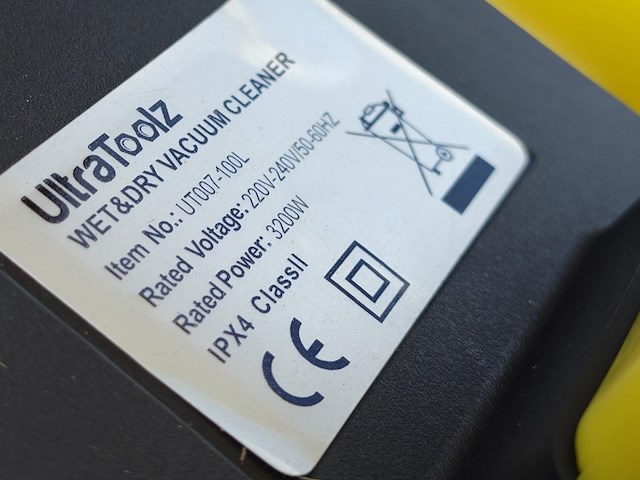 UltraToolz
WET&DRY VACUUM CLEANER
Item No.: UT007-100L
Rated Voltage: 220V-240V/50-60HZ
Rated Power: 3200W
IPX4 ClassII
CE